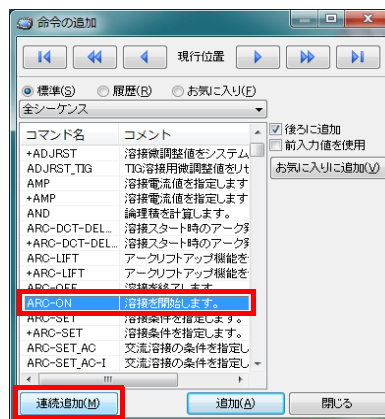 命令の追加
現行位置
標準(S) 履歴(R) お気に入り(F)
全シーケンス
後ろに追加
前入力値を使用
お気に入りに追加(V)
コマンド名 コメント
+ADJRST 溶接微調整値をシステム
ADJRST_TIG TIG溶接用微調整値をリセ
AMP 溶接電流値を指定します
+AMP 溶接電流値を指定します
AND 論理積を計算します。
ARC-DCT-DEL... 溶接スタート時のアーク
+ARC-DCT-DEL... 溶接スタート時のアーク
ARC-LIFT アークリフトアップ機能を
+ARC-LIFT アークリフトアップ機能を
ARC-OFF 溶接を終了します
ARC-ON 溶接を開始します。
ARC-SET 溶接条件を指定します。
+ARC-SET 溶接条件を指定します。
ARC-SET_AC 交流溶接の条件を指定し
ARC-SET_AC-I 交流溶接の条件を指定し
連続追加(M) 追加(A) 閉じる